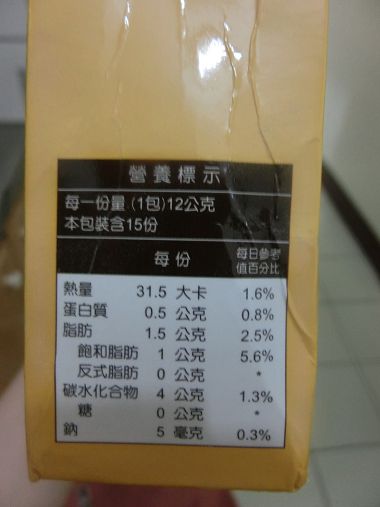 營養標示
每一份量 (1包)12公克
本包裝含15份
每份 每日參考值百分比
熱量 31.5 大卡 1.6%
蛋白質 0.5 公克 0.8%
脂肪 1.5 公克 2.5%
飽和脂肪 1 公克 5.6%
反式脂肪 0 公克 *
碳水化合物 4 公克 1.3%
糖 0 公克 *
鈉 5 毫克 0.3%